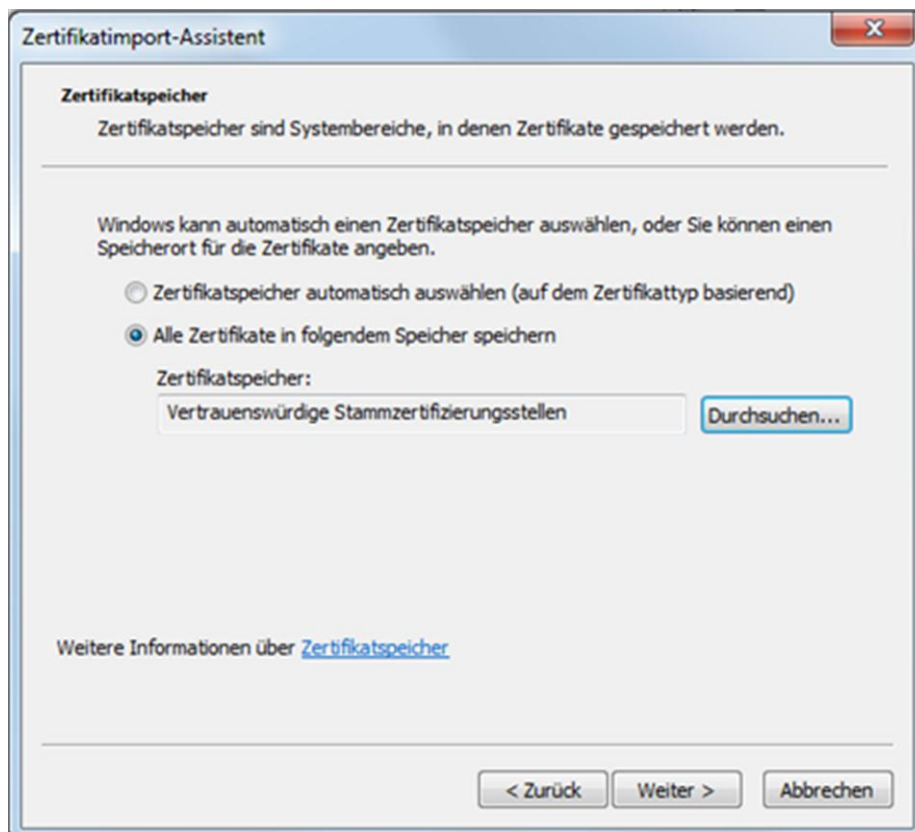 Zertifikatimport-Assistent
Zertifikatspeicher
Zertifikatspeicher sind Systembereiche, in denen Zertifikate gespeichert werden.
Windows kann automatisch einen Zertifikatspeicher auswählen, oder Sie können einen
Speicherort für die Zertifikate angeben.
Zertifikatspeicher automatisch auswählen (auf dem Zertifikattyp basierend)
Alle Zertifikate in folgendem Speicher speichern
Zertifikatspeicher:
Vertrauenswürdige Stammzertifizierungsstellen Durchsuchen...
Weitere Informationen über Zertifikatspeicher
< Zurück Weiter > Abbrechen